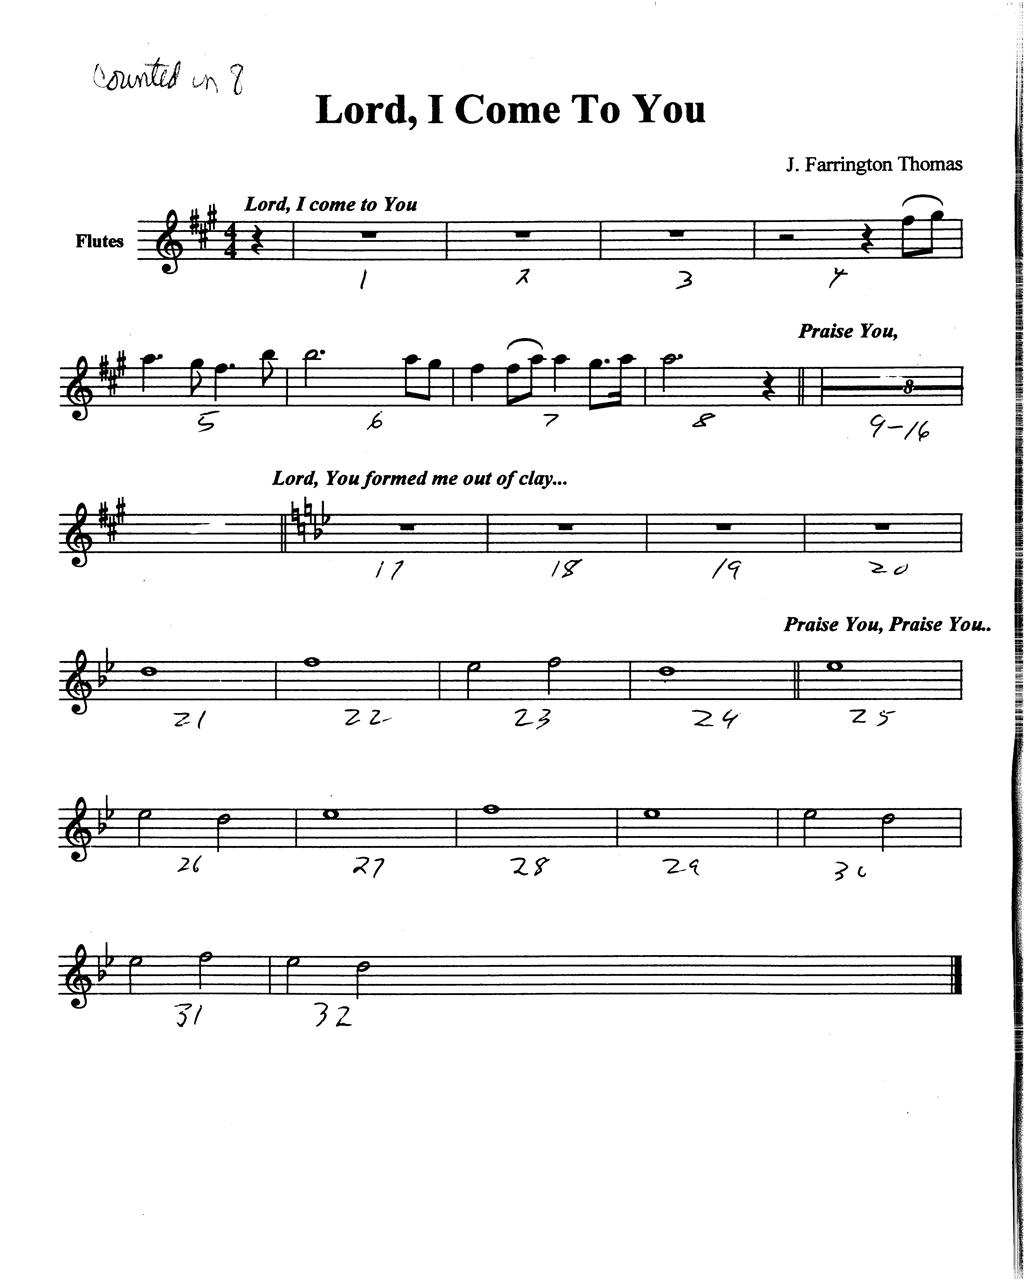 Counted in 8
Lord, I Come To You
J. Farrington Thomas
Lord, I come to You
Flutes
4
4
1 2 3 4
Praise You,
8
5 6 7 8 9-16
Lord, You formed me out of clay...
17 18 19 20
Praise You, Praise You..
21 22 23 24 25
26 27 28 29 30
31 32